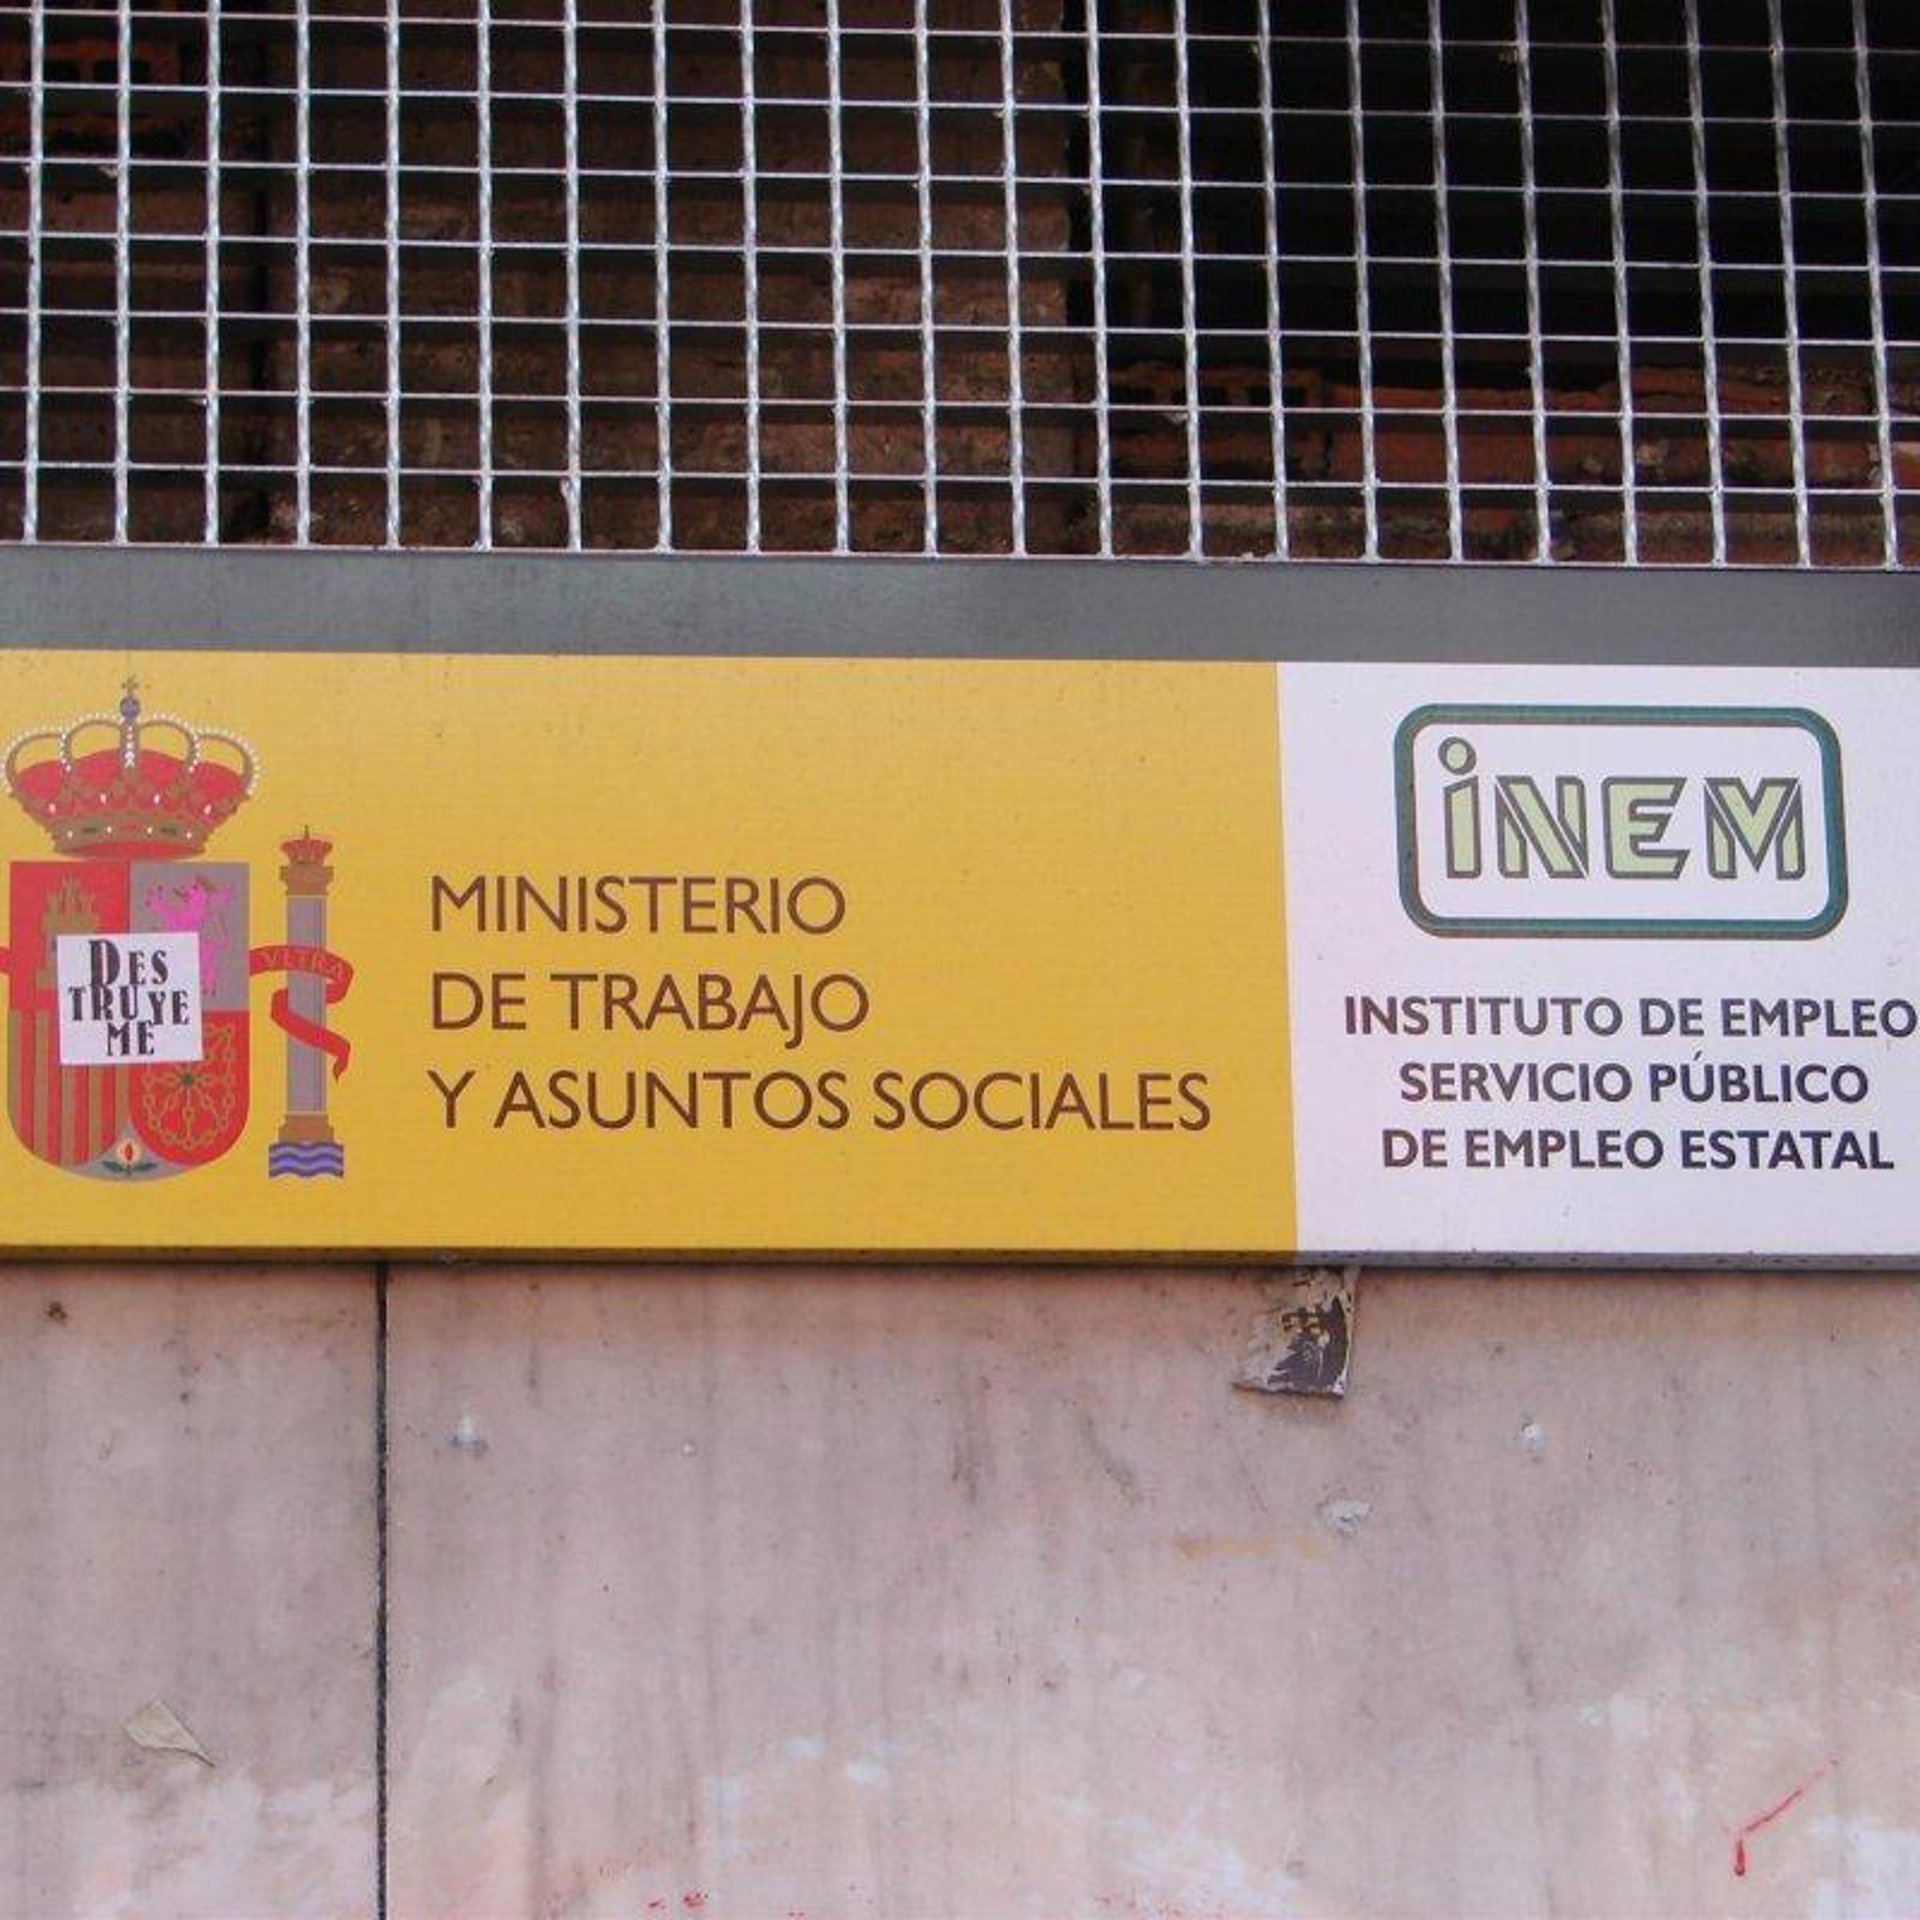 DES
TRUYE
ME
VLTRA
MINISTERIO
DE TRABAJO
Y ASUNTOS SOCIALES
iNEM
INSTITUTO DE EMPLEO
SERVICIO PÚBLICO
DE EMPLEO ESTATAL